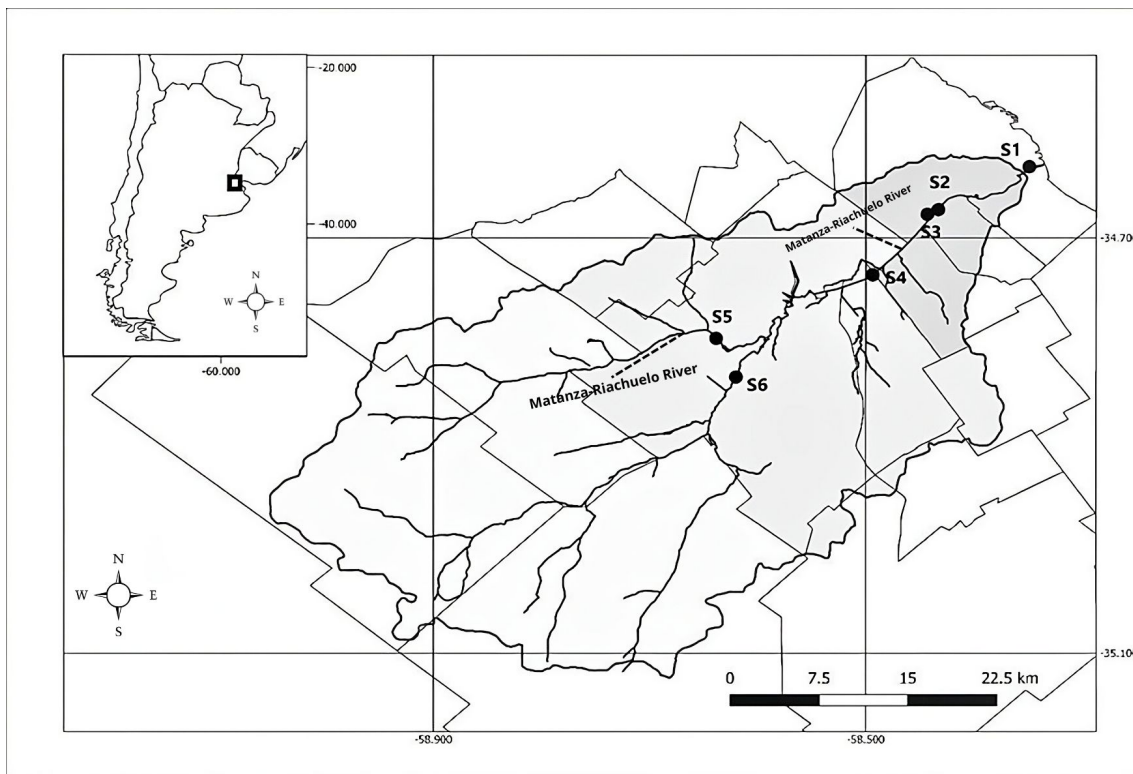 -20.000
-40.000
-60.000
N
W E
S
S1
S2
S3
Matanza-Riachuelo River
-34.700
S4
S5
S6
Matanza-Riachuelo River
N
W E
S
0 7.5 15 22.5 km
-35.100
-58.900
-58.500